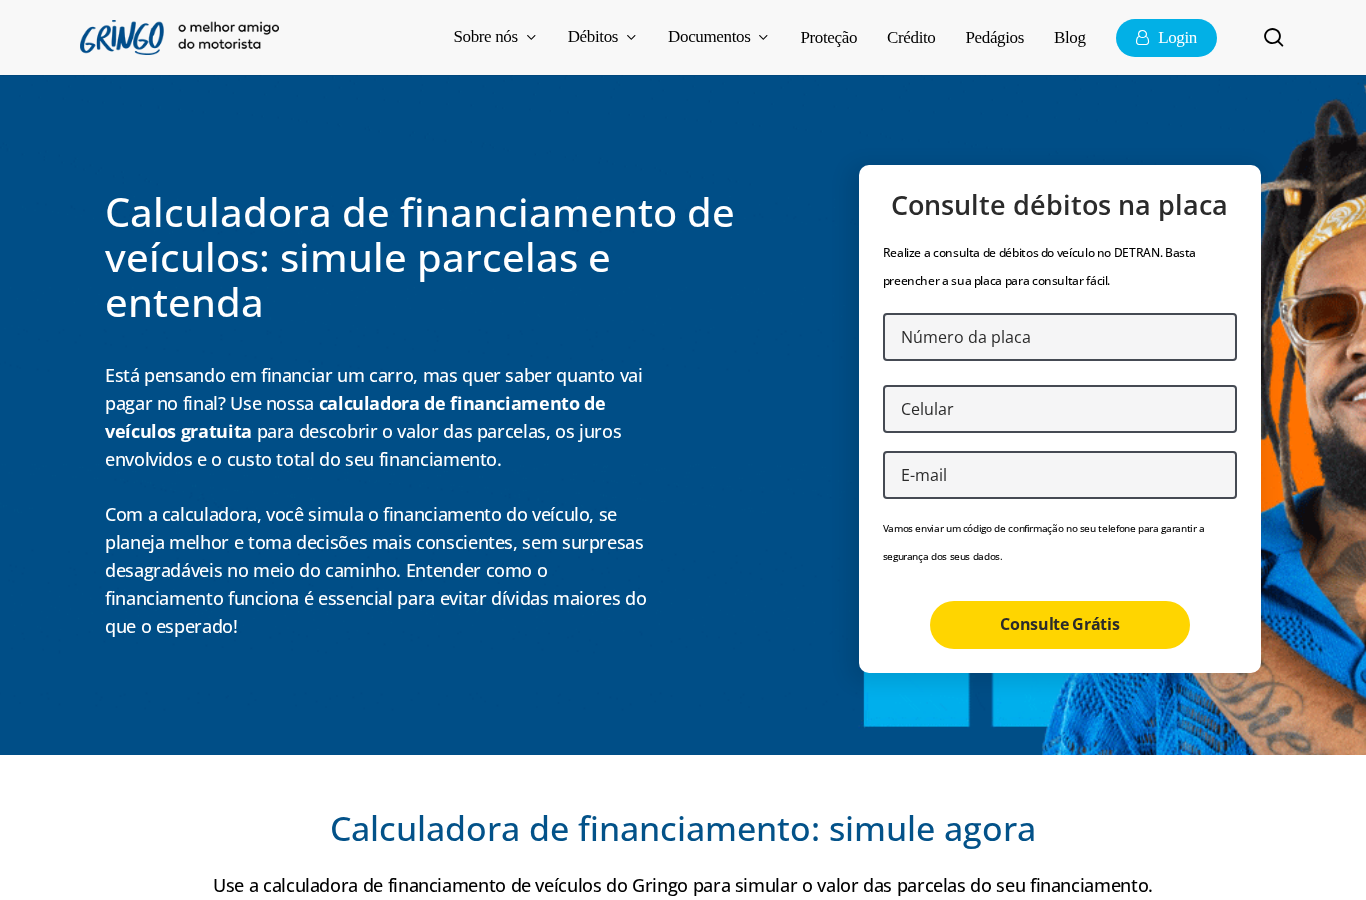 GRINGO
o melhor amigo
do motorista
Sobre nós
Débitos
Documentos
Proteção
Crédito
Pedágios
Blog
Login
Calculadora de financiamento de
veículos: simule parcelas e
entenda
Está pensando em financiar um carro, mas quer saber quanto vai
pagar no final? Use nossa calculadora de financiamento de
veículos gratuita para descobrir o valor das parcelas, os juros
envolvidos e o custo total do seu financiamento.
Com a calculadora, você simula o financiamento do veículo, se
planeja melhor e toma decisões mais conscientes, sem surpresas
desagradáveis no meio do caminho. Entender como o
financiamento funciona é essencial para evitar dívidas maiores do
que o esperado!
Consulte débitos na placa
Realize a consulta de débitos do veículo no DETRAN. Basta
preencher a sua placa para consultar fácil.
Número da placa
Celular
E-mail
Vamos enviar um código de confirmação no seu telefone para garantir a
segurança dos seus dados.
Consulte Grátis
Calculadora de financiamento: simule agora
Use a calculadora de financiamento de veículos do Gringo para simular o valor das parcelas do seu financiamento.